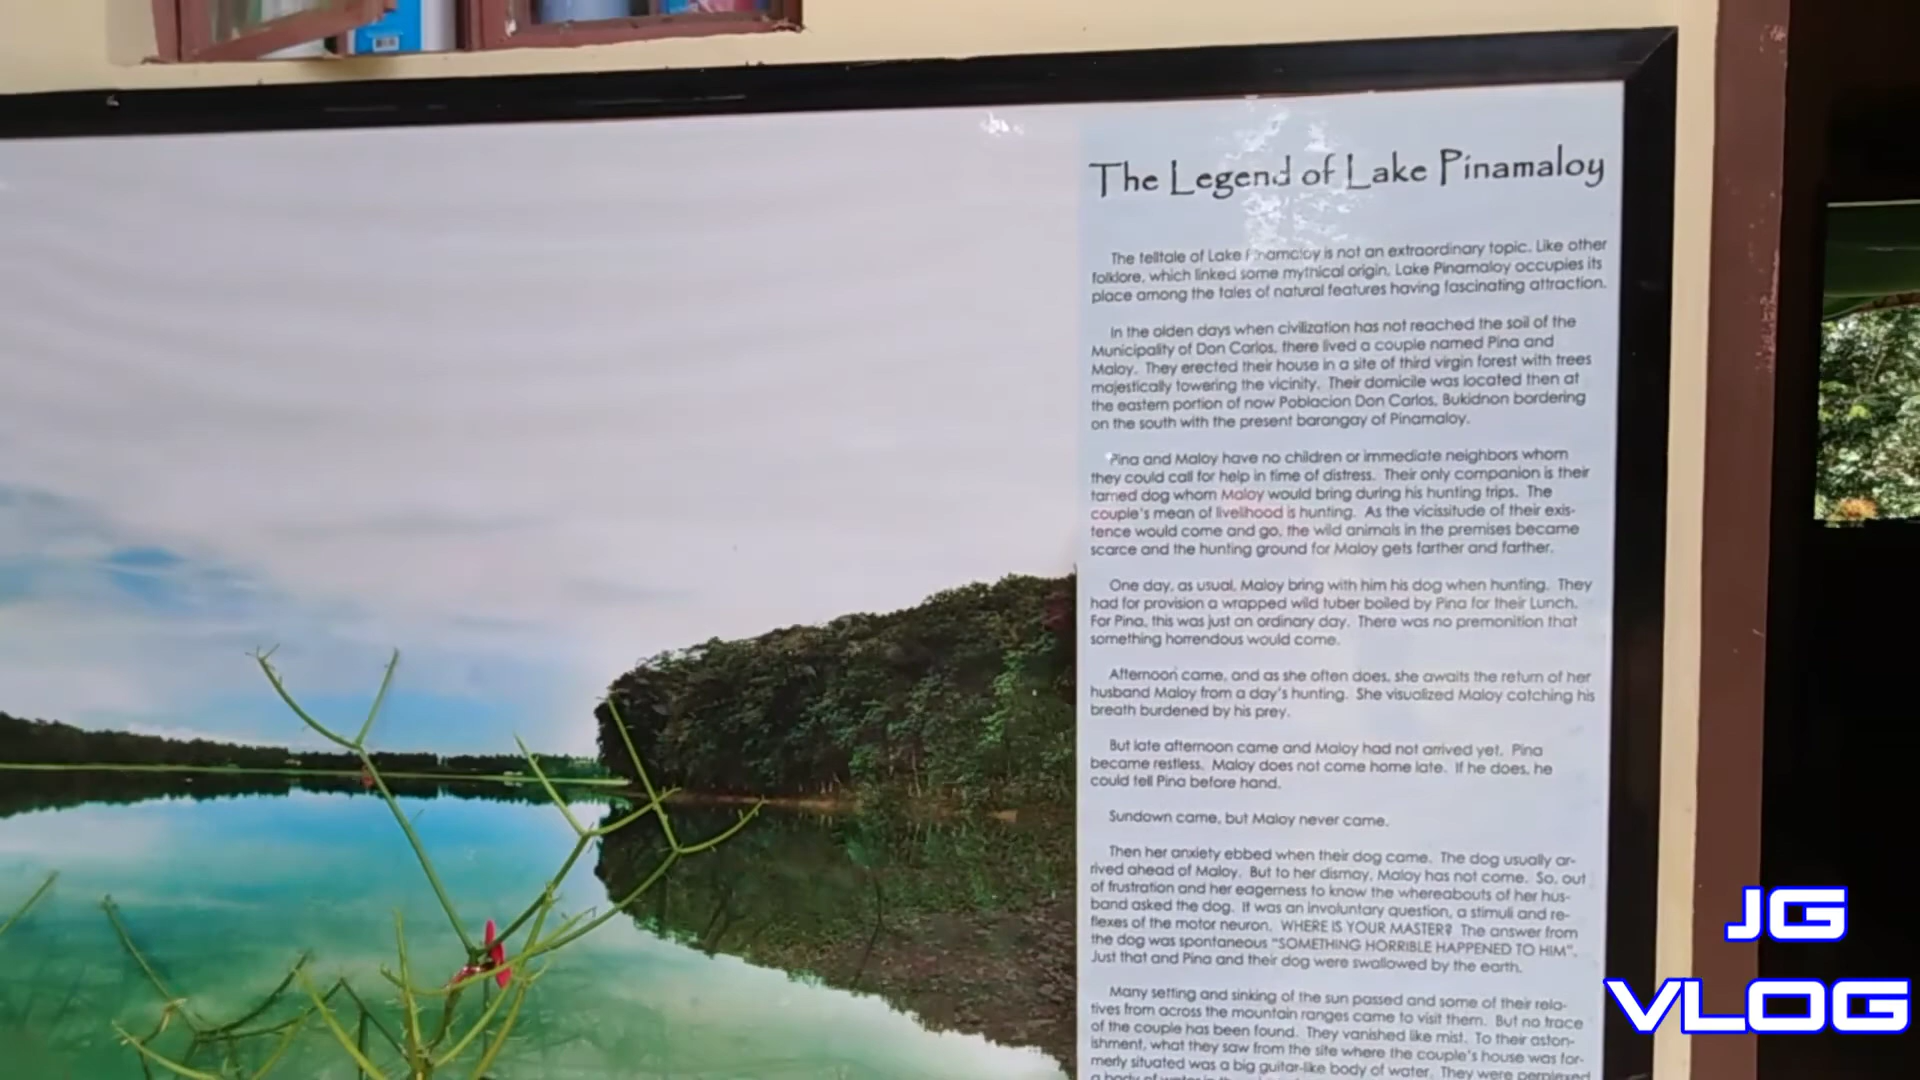 The Legend of Lake Pinamaloy
The telltale of Lake Pinamaloy is not an extraordinary topic. Like other
folklore, which linked some mythical origin, Lake Pinamaloy occupies its
place among the tales of natural features having fascinating attraction.
In the olden days when civilization has not reached the soil of the
Municipality of Don Carlos, there lived a couple named Pina and
Maloy. They erected their house in a site of third virgin forest with trees
majestically towering the vicinity. Their domicile was located then at
the eastern portion of now Poblacion Don Carlos, Bukidnon bordering
on the south with the present barangay of Pinamaloy.
Pina and Maloy have no children or immediate neighbors whom
they could call for help in time of distress. Their only companion is their
tamed dog whom Maloy would bring during his hunting trips. The
couple's mean of livelihood is hunting. As the vicissitude of their exis-
tence would come and go, the wild animals in the premises became
scarce and the hunting ground for Maloy gets farther and farther.
One day, as usual, Maloy bring with him his dog when hunting. They
had for provision a wrapped wild tuber boiled by Pina for their Lunch.
For Pina, this was just an ordinary day. There was no premonition that
something horrendous would come.
Afternoon came, and as she often does, she awaits the return of her
husband Maloy from a day's hunting. She visualized Maloy catching his
breath burdened by his prey.
But late afternoon came and Maloy had not arrived yet. Pina
became restless. Maloy does not come home late. If he does, he
could tell Pina before hand.
Sundown came, but Maloy never came.
Then her anxiety ebbed when their dog came. The dog usually ar-
rived ahead of Maloy. But to her dismay, Maloy has not come. So, out
of frustration and her eagerness to know the whereabouts of her hus-
band asked the dog. It was an involuntary question, a stimuli and re-
flexes of the motor neuron. WHERE IS YOUR MASTER? The answer from
the dog was spontaneous "SOMETHING HORRIBLE HAPPENED TO HIM".
Just that and Pina and their dog were swallowed by the earth.
Many setting and sinking of the sun passed and some of their rela-
tives from across the mountain ranges came to visit them. But no trace
of the couple has been found. They vanished like mist. To their aston-
ishment, what they saw from the site where the couple's house was for-
merly situated was a big guitar-like body of water. They were perplexed
a body of water in
JG
VLOG